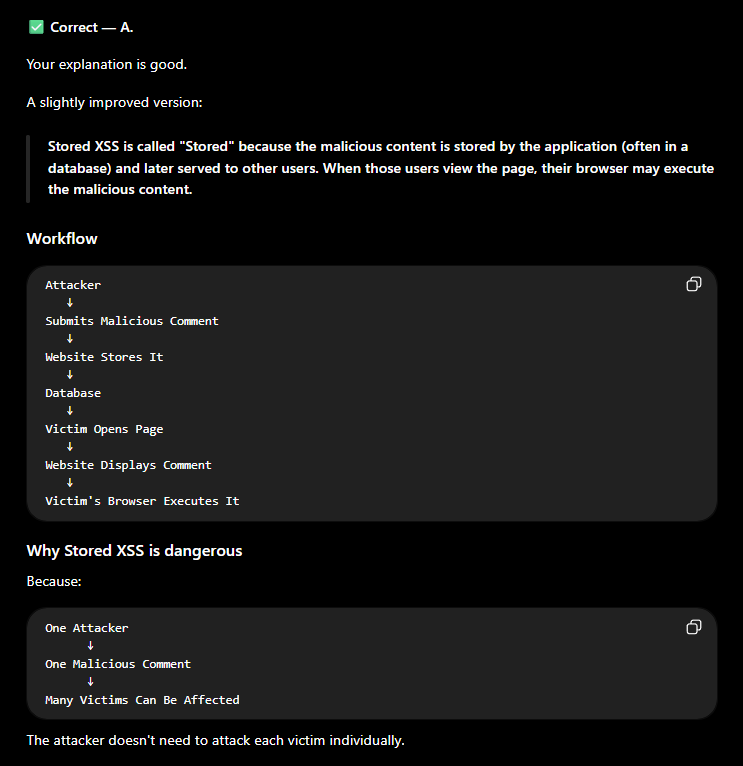 ✅ Correct — A.
Your explanation is good.
A slightly improved version:
Stored XSS is called "Stored" because the malicious content is stored by the application (often in a
database) and later served to other users. When those users view the page, their browser may execute
the malicious content.
Workflow
Attacker
↓
Submits Malicious Comment
↓
Website Stores It
↓
Database
↓
Victim Opens Page
↓
Website Displays Comment
↓
Victim's Browser Executes It
Why Stored XSS is dangerous
Because:
One Attacker
↓
One Malicious Comment
↓
Many Victims Can Be Affected
The attacker doesn't need to attack each victim individually.